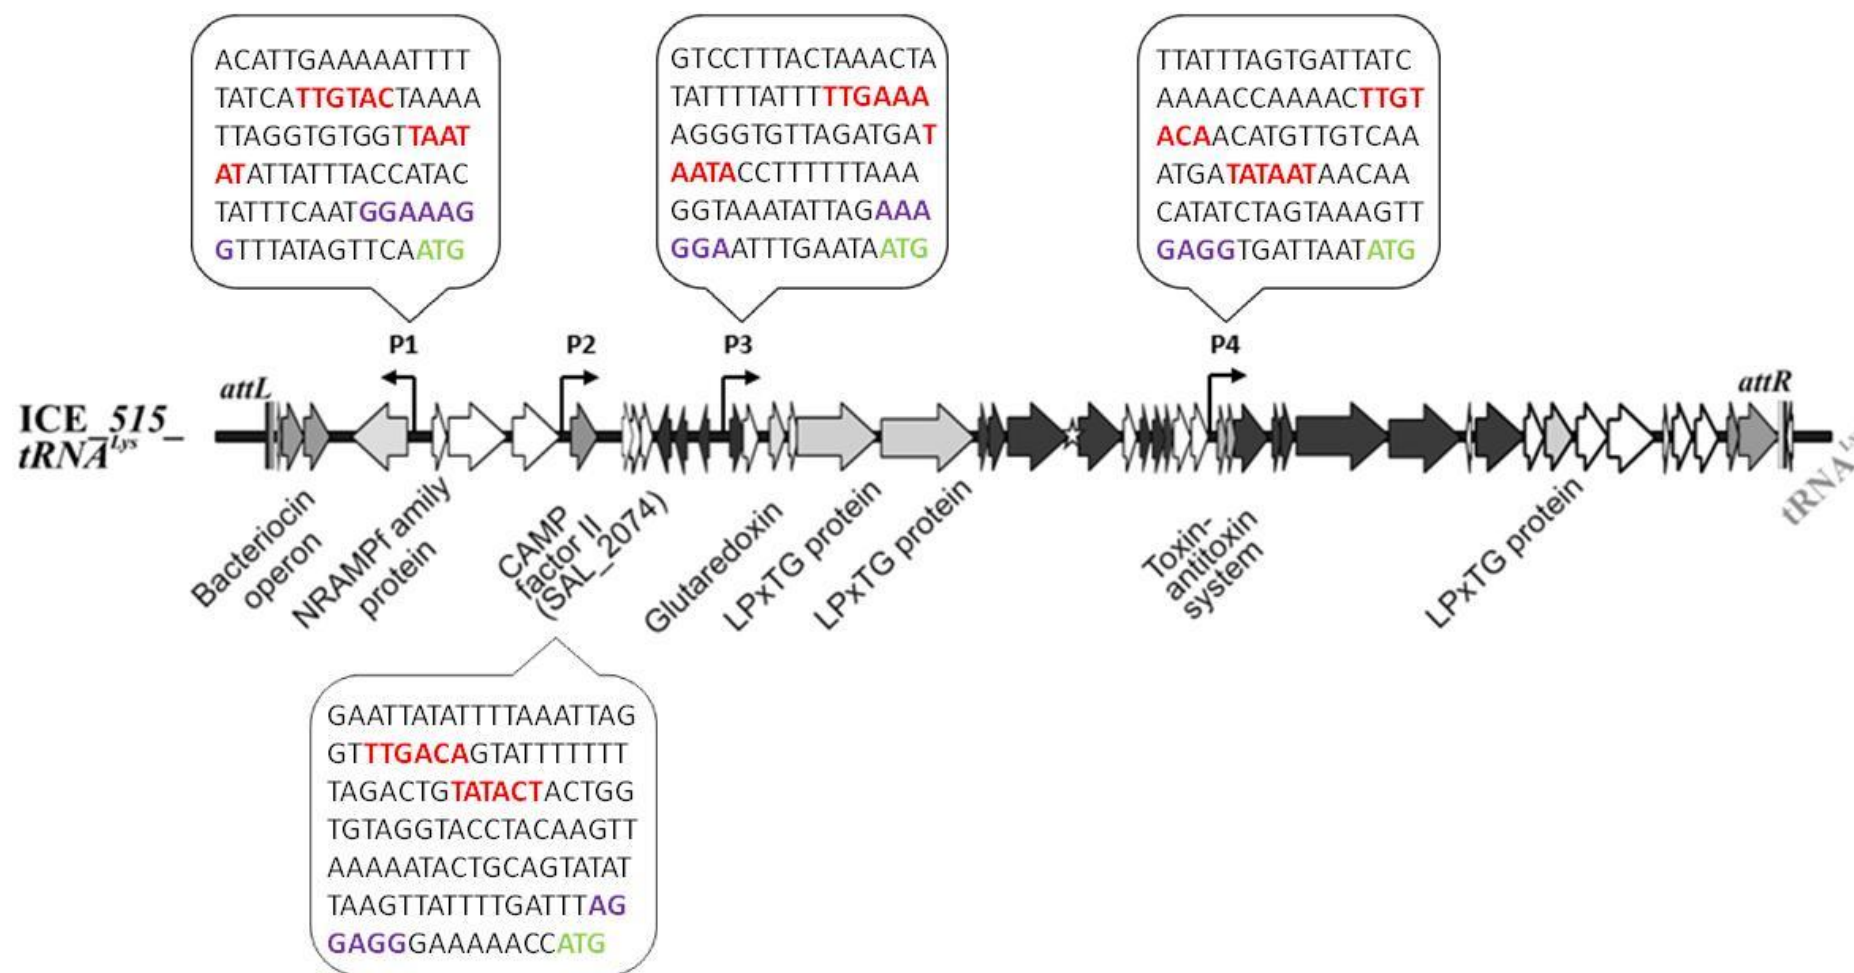 ACATTGAAAAATTTT
TATCATTGTACTAAAA
TTAGGTGTGGTTAAT
ATATTATTTACCATAC
TATTTCAATGGAAAG
GTTTATAGTTCAATG
GTCCTTTACTAAACTA
TATTTTATTTTTGAAA
AGGGTGTTAGATGAT
AATACCTTTTTTAAA
GGTAAATATTAGAAA
GGAATTTGAATAATG
TTATTTAGTGATTATC
AAAACCAAAACTTGT
ACAACATGTTGTCAA
ATGATATAATAACAA
CATATCTAGTAAAGTT
GAGGTGATTAATATG
P1
P2
P3
P4
attL
attR
ICE_515_
tRNA^Lys
tRNA
Bacteriocin
operon
NRAMPf amily
protein
CAMP
factor II
(SAL_2074)
Glutaredoxin
LPxTG protein
LPxTG protein
Toxin-
antitoxin
system
LPxTG protein
GAATTATATTTTAAATTAG
GTTTGACAGTATTTTTTT
TAGACTGTATACTACTGG
TGTAGGTACCTACAAGTT
AAAAATACTGCAGTATAT
TAAGTTATTTTGATTTAG
GAGGGAAAAACCATG